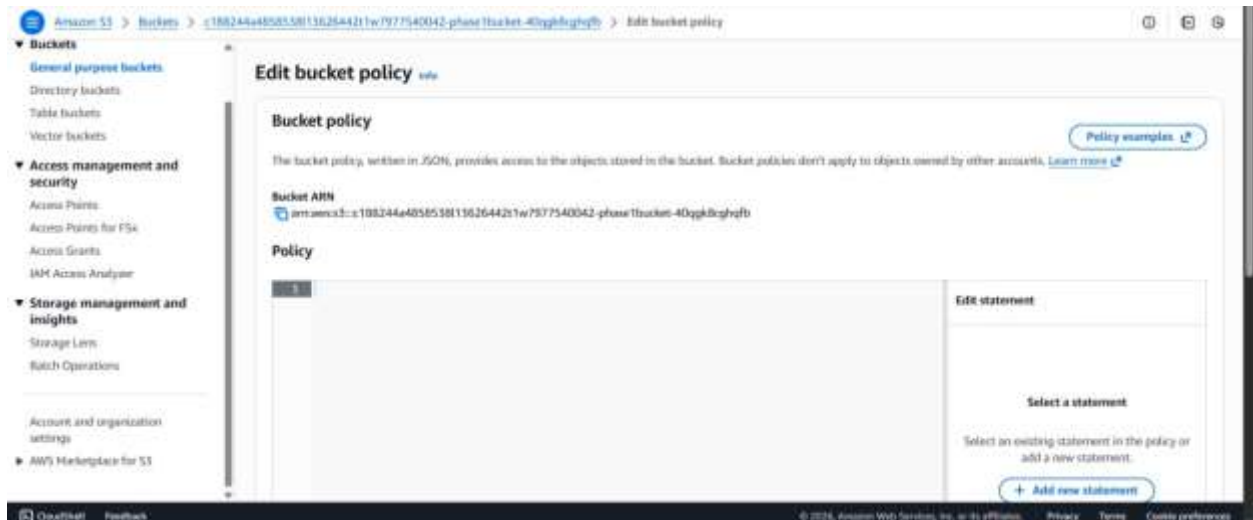 Amazon S3 > Buckets > > Edit bucket policy
Buckets
General purpose buckets
Directory buckets
Table buckets
Vector buckets
Access management and
security
Access Points
Access Points for FSx
Access Grants
IAM Access Analyzer
Storage management and
insights
Storage Lens
Batch Operations
Account and organization
settings
AWS Marketplace for S3
Edit bucket policy Info
Bucket policy
Policy examples
The bucket policy, written in JSON, provides access to the objects stored in the bucket. Bucket policies don't apply to objects owned by other accounts. Learn more
Bucket ARN
Policy
1
Edit statement
Select a statement
Select an existing statement in the policy or
add a new statement.
+ Add new statement
CloudShell Feedback
© 2026, Amazon Web Services, Inc. or its affiliates. Privacy Terms Cookie preferences